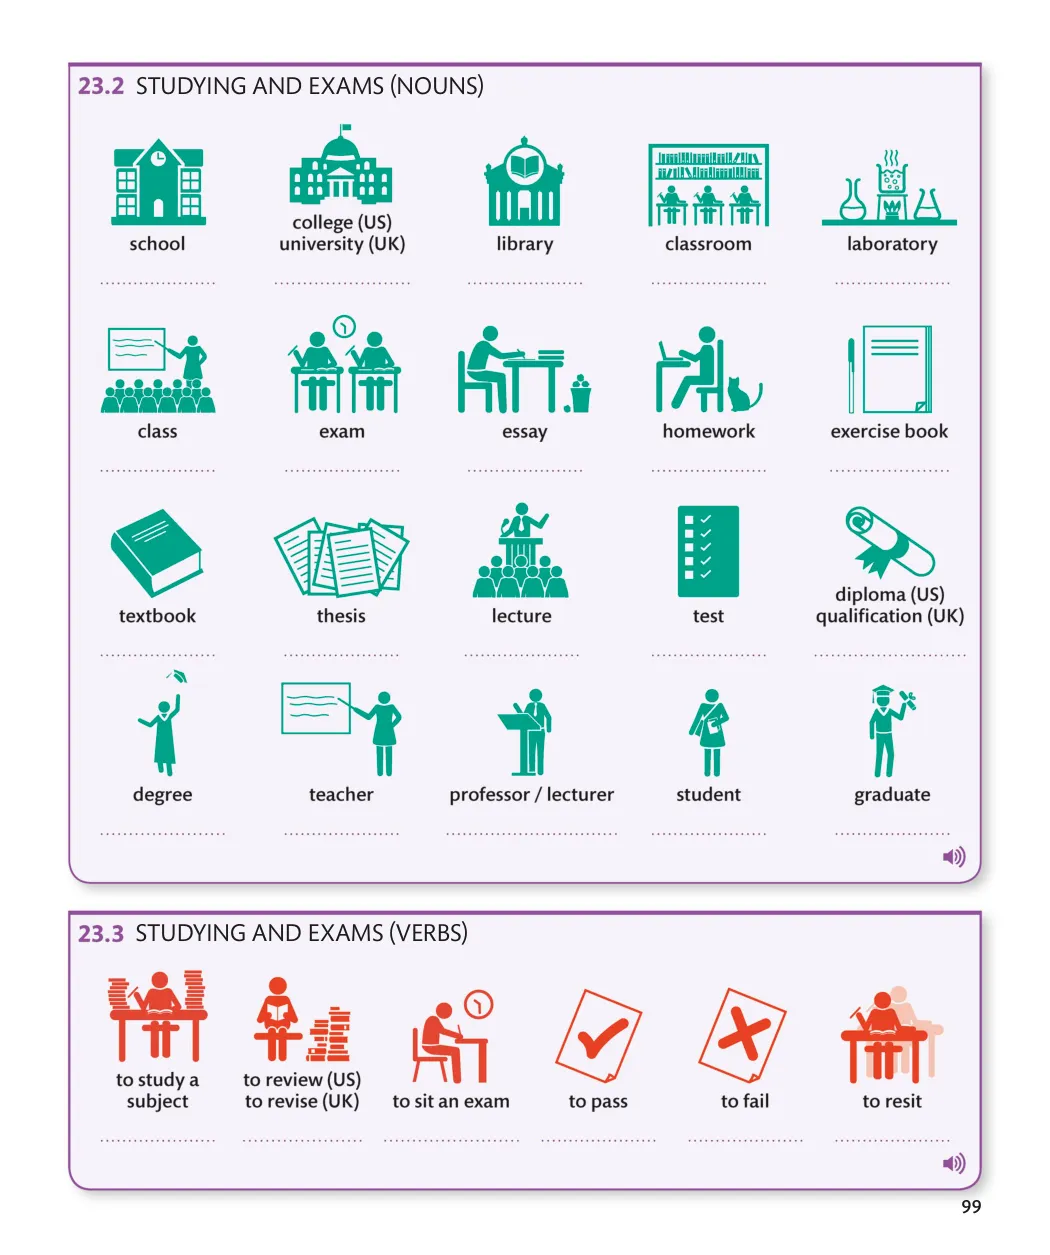 23.2 STUDYING AND EXAMS (NOUNS)
school
college (US)
university (UK)
library
classroom
laboratory
class
exam
essay
homework
exercise book
textbook
thesis
lecture
test
diploma (US)
qualification (UK)
degree
teacher
professor / lecturer
student
graduate
23.3 STUDYING AND EXAMS (VERBS)
to study a
subject
to review (US)
to revise (UK)
to sit an exam
to pass
to fail
to resit
99